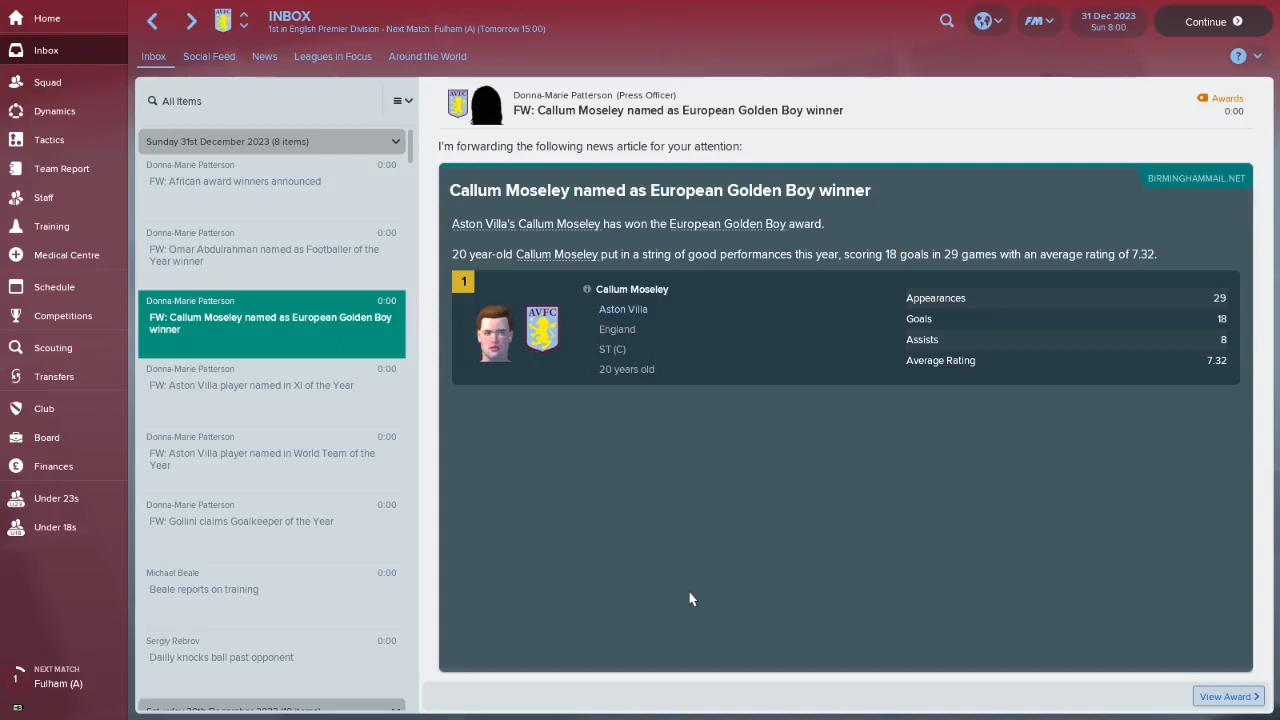 Home
Inbox
Squad
Dynamics
Tactics
Team Report
Staff
Training
Medical Centre
Schedule
Competitions
Scouting
Transfers
Club
Board
Finances
Under 23s
Under 18s
NEXT MATCH
Fulham (A)
INBOX
1st in English Premier Division - Next Match: Fulham (A) (Tomorrow 15:00)
FM
31 Dec 2023
Sun 8:00
Continue
Inbox Social Feed News Leagues in Focus Around the World
?
All Items
Sunday 31st December 2023 (8 items)
Donna-Marie Patterson 0:00
FW: African award winners announced
Donna-Marie Patterson 0:00
FW: Omar Abdulrahman named as Footballer of the
Year winner
Donna-Marie Patterson 0:00
FW: Callum Moseley named as European Golden Boy
winner
Donna-Marie Patterson 0:00
FW: Aston Villa player named in XI of the Year
Donna-Marie Patterson 0:00
FW: Aston Villa player named in World Team of the
Year
Donna-Marie Patterson 0:00
FW: Gollini claims Goalkeeper of the Year
Michael Beale 0:00
Beale reports on training
Sergiy Rebrov 0:00
Dailly knocks ball past opponent
AVFC
Donna-Marie Patterson (Press Officer)
FW: Callum Moseley named as European Golden Boy winner
Awards
0:00
I'm forwarding the following news article for your attention:
BIRMINGHAMMAIL.NET
Callum Moseley named as European Golden Boy winner
Aston Villa's Callum Moseley has won the European Golden Boy award.
20 year-old Callum Moseley put in a string of good performances this year, scoring 18 goals in 29 games with an average rating of 7.32.
1
AVFC
Callum Moseley
Aston Villa
England
ST (C)
20 years old
Appearances 29
Goals 18
Assists 8
Average Rating 7.32
View Award